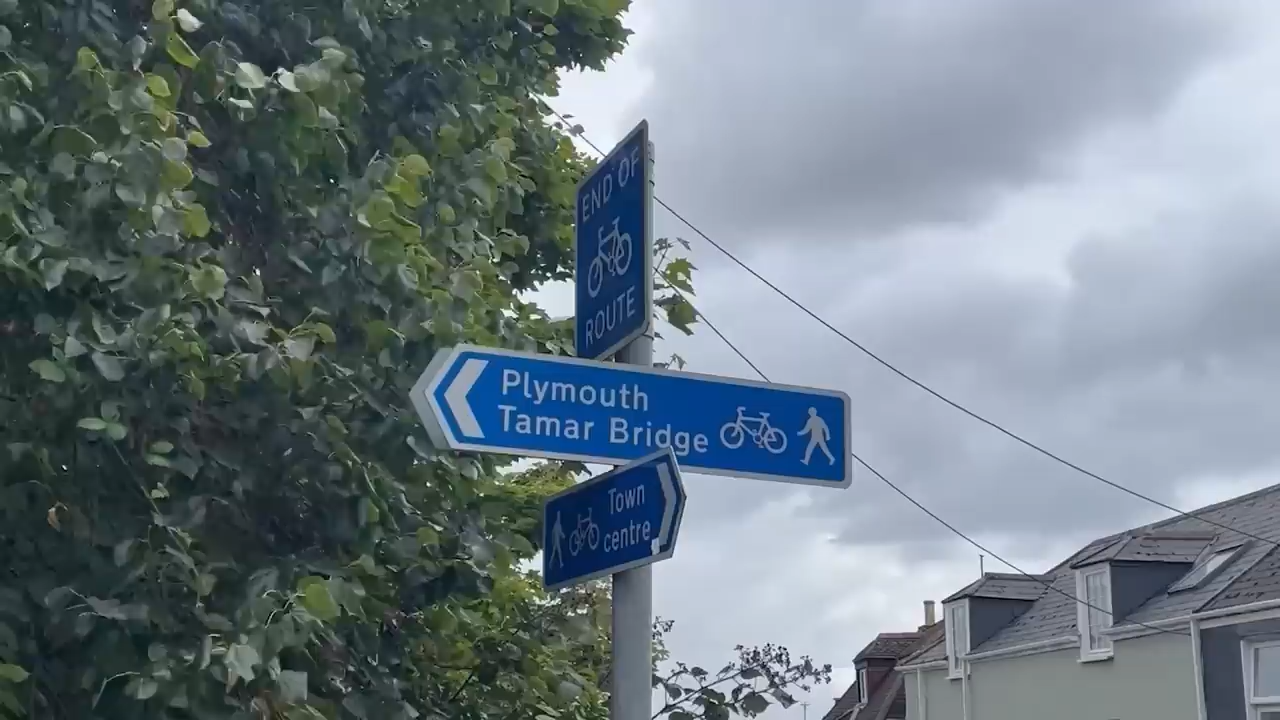 END OF
ROUTE
Plymouth
Tamar Bridge
Town
centre